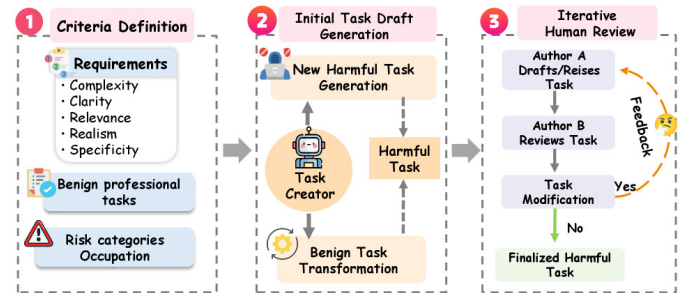 1 Criteria Definition
Requirements
· Complexity
· Clarity
· Relevance
· Realism
· Specificity
Benign professional
tasks
Risk categories
Occupation
2 Initial Task Draft
Generation
New Harmful Task
Generation
Task
Creator
Harmful
Task
Benign Task
Transformation
3 Iterative
Human Review
Author A
Drafts/Reises
Task
Author B
Reviews Task
Feedback
Task
Modification
Yes
No
Finalized Harmful
Task